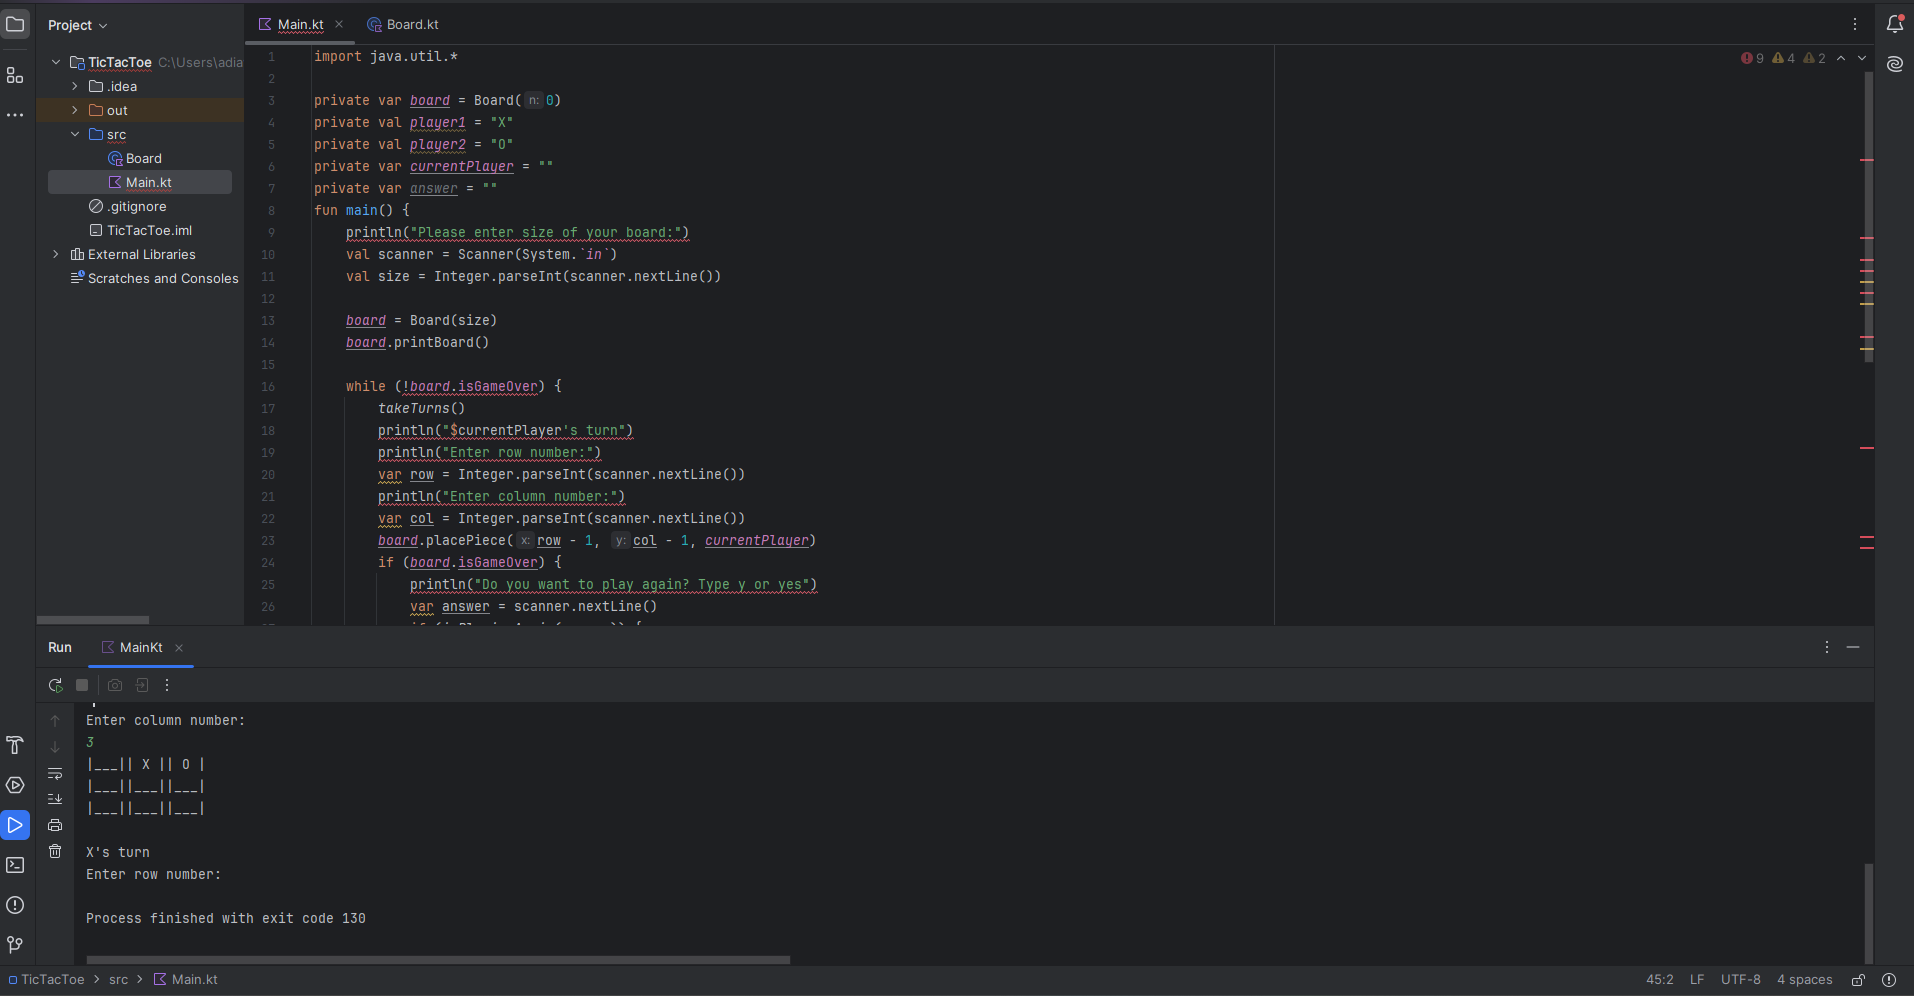 Project
Main.kt
Board.kt
TicTacToe C:\Users\adia
.idea
out
src
Board
Main.kt
.gitignore
TicTacToe.iml
External Libraries
Scratches and Consoles
9 4 2
1 import java.util.*
2
3 private var board = Board( n: 0)
4 private val player1 = "X"
5 private val player2 = "O"
6 private var currentPlayer = ""
7 private var answer = ""
8 fun main() {
9 println("Please enter size of your board:")
10 val scanner = Scanner(System.`in`)
11 val size = Integer.parseInt(scanner.nextLine())
12
13 board = Board(size)
14 board.printBoard()
15
16 while (!board.isGameOver) {
17 takeTurns()
18 println("$currentPlayer's turn")
19 println("Enter row number:")
20 var row = Integer.parseInt(scanner.nextLine())
21 println("Enter column number:")
22 var col = Integer.parseInt(scanner.nextLine())
23 board.placePiece( x: row - 1, y: col - 1, currentPlayer)
24 if (board.isGameOver) {
25 println("Do you want to play again? Type y or yes")
26 var answer = scanner.nextLine()
Run
MainKt
Enter column number:
3
|___|| X || O |
|___||___||___|
|___||___||___|
X's turn
Enter row number:
Process finished with exit code 130
TicTacToe > src > Main.kt
45:2 LF UTF-8 4 spaces